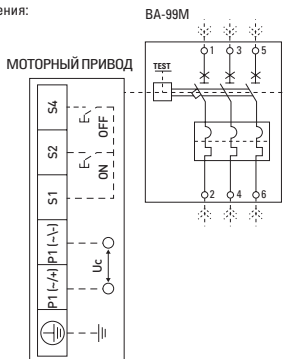 ения:
ВА-99М
1 3 5
МОТОРНЫЙ ПРИВОД
TEST
S4
OFF
S2
ON
S1
P1 (~\-)
Uc
P1 (~/+)
2 4 6